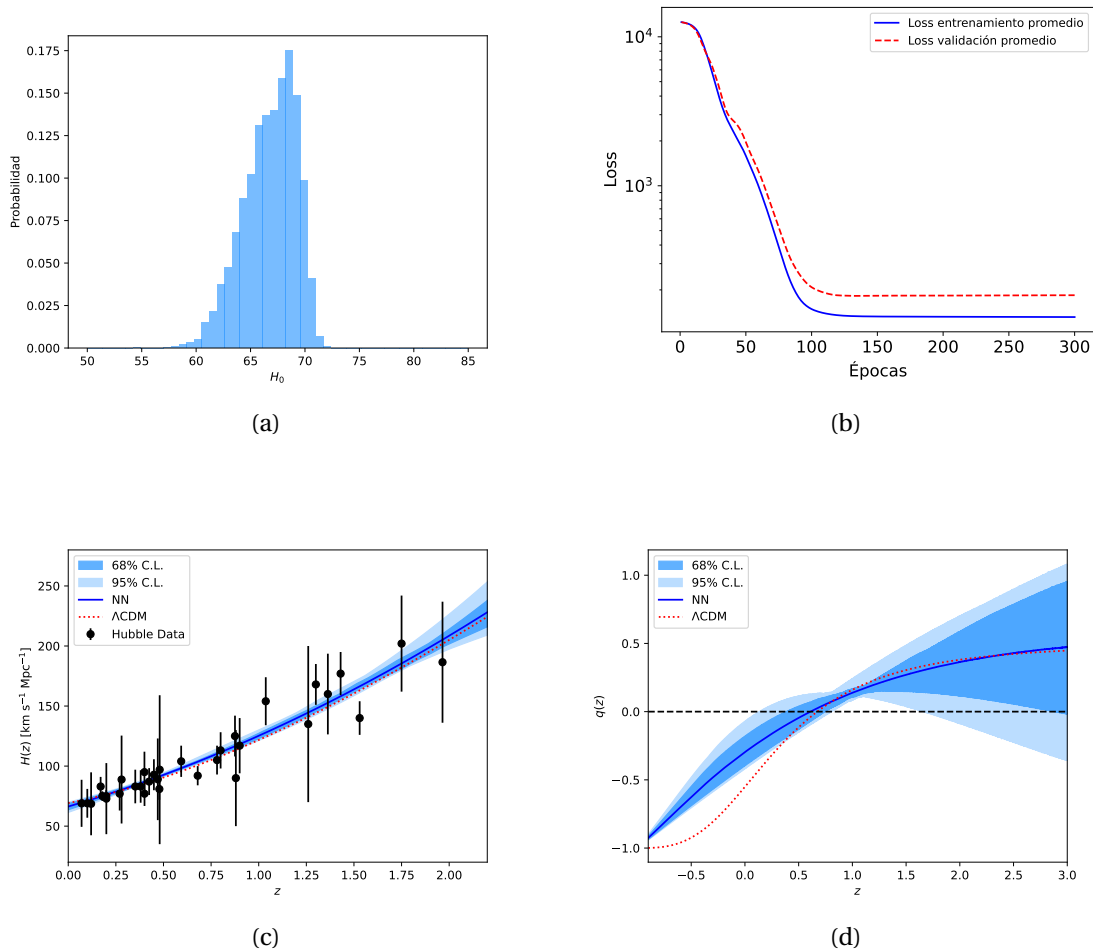 0.175
0.150
0.125
0.100
0.075
0.050
0.025
0.000
Probabilidad
50 55 60 65 70 75 80 85
H₀
(a)
Loss entrenamiento promedio
Loss validación promedio
10⁴
10³
Loss
0 50 100 150 200 250 300
Épocas
(b)
68% C.L.
95% C.L.
NN
ΛCDM
Hubble Data
250
200
150
100
50
H(z) [km s⁻¹ Mpc⁻¹]
0.00 0.25 0.50 0.75 1.00 1.25 1.50 1.75 2.00
z
(c)
68% C.L.
95% C.L.
NN
ΛCDM
1.0
0.5
0.0
−0.5
−1.0
q(z)
−0.5 0.0 0.5 1.0 1.5 2.0 2.5 3.0
z
(d)